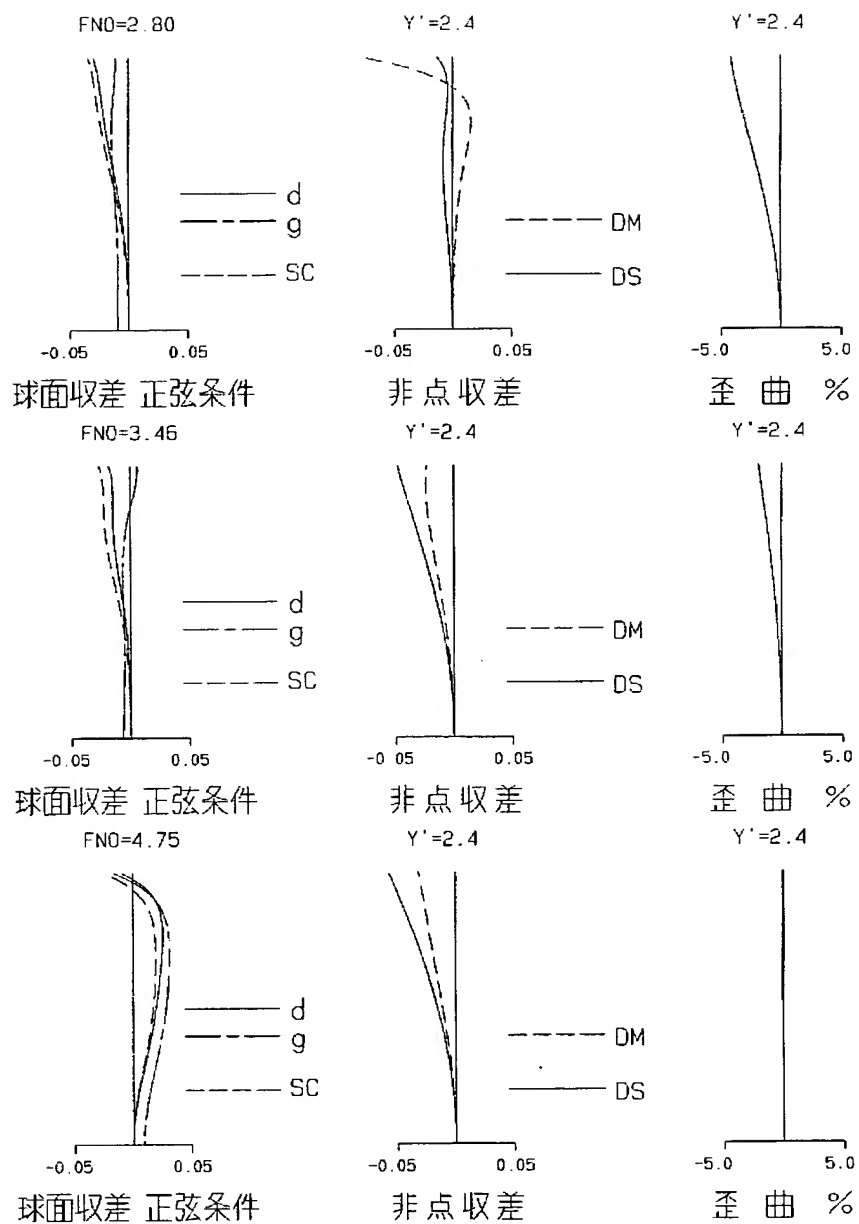 FNO=2.80
Y'=2.4
Y'=2.4
d
g
SC
DM
DS
-0.05 0.05
-0.05 0.05
-5.0 5.0
球面収差 正弦条件
非点収差
歪曲 %
FNO=3.46
Y'=2.4
Y'=2.4
d
g
SC
DM
DS
-0.05 0.05
-0.05 0.05
-5.0 5.0
球面収差 正弦条件
非点収差
歪曲 %
FNO=4.75
Y'=2.4
Y'=2.4
d
g
SC
DM
DS
-0.05 0.05
-0.05 0.05
-5.0 5.0
球面収差 正弦条件
非点収差
歪曲 %